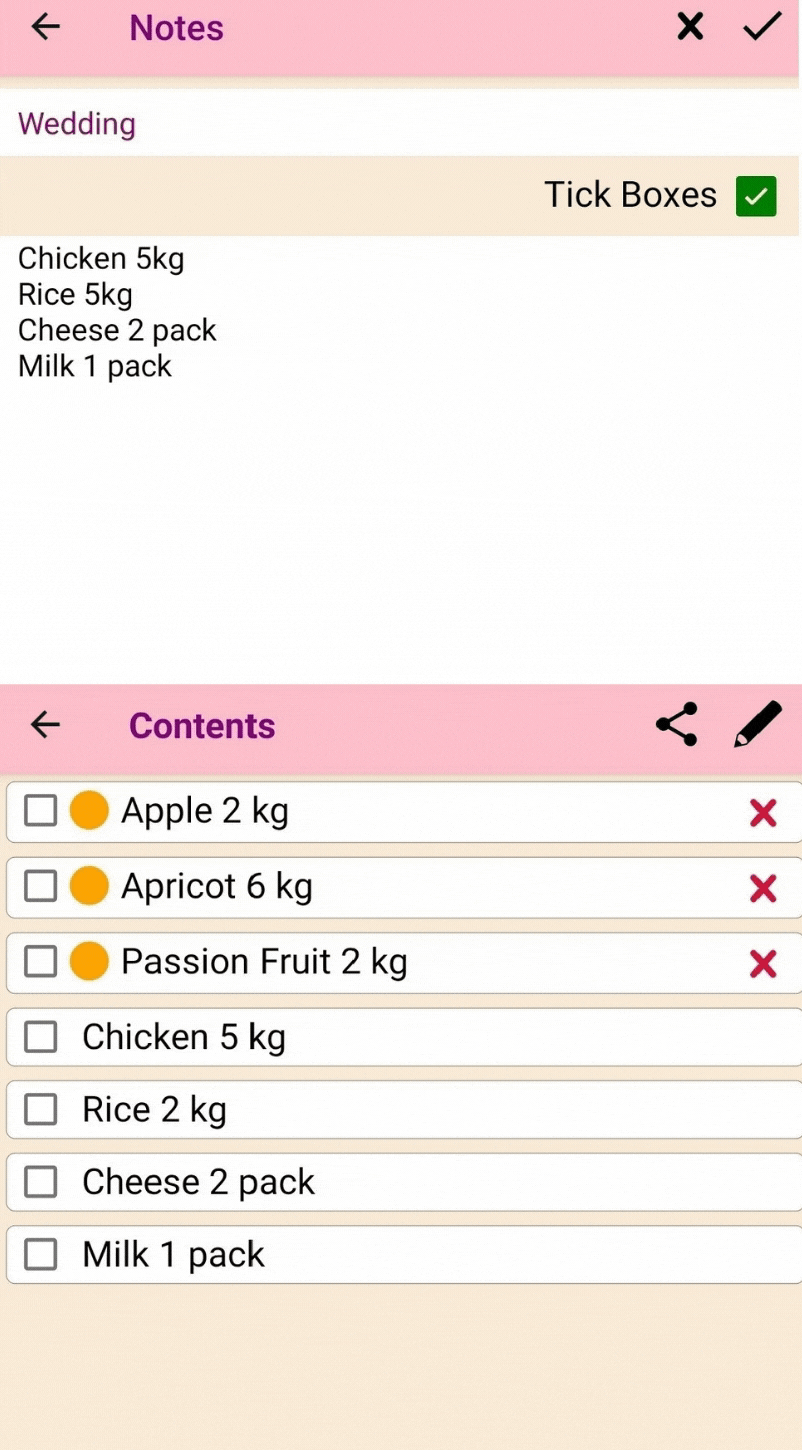 Notes
Wedding
Tick Boxes
Chicken 5kg
Rice 5kg
Cheese 2 pack
Milk 1 pack
Contents
Apple 2 kg
Apricot 6 kg
Passion Fruit 2 kg
Chicken 5 kg
Rice 2 kg
Cheese 2 pack
Milk 1 pack